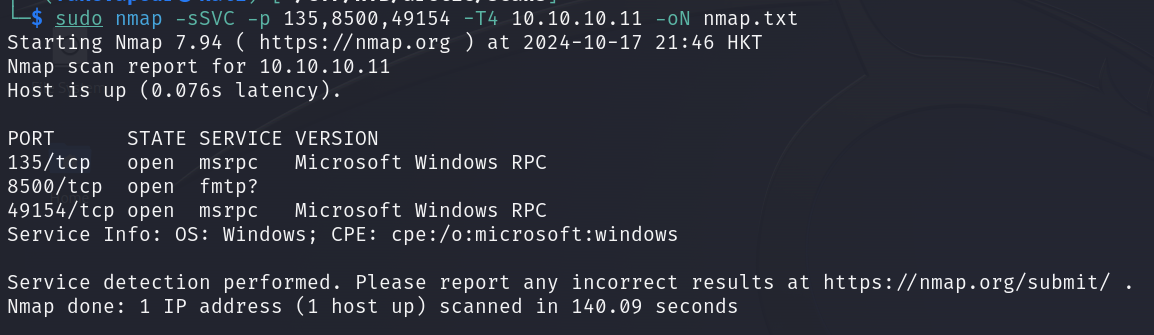 └─$ sudo nmap -sSVC -p 135,8500,49154 -T4 10.10.10.11 -oN nmap.txt
Starting Nmap 7.94 ( https://nmap.org ) at 2024-10-17 21:46 HKT
Nmap scan report for 10.10.10.11
Host is up (0.076s latency).

PORT      STATE SERVICE VERSION
135/tcp   open  msrpc   Microsoft Windows RPC
8500/tcp  open  fmtp?
49154/tcp open  msrpc   Microsoft Windows RPC
Service Info: OS: Windows; CPE: cpe:/o:microsoft:windows

Service detection performed. Please report any incorrect results at https://nmap.org/submit/ .
Nmap done: 1 IP address (1 host up) scanned in 140.09 seconds